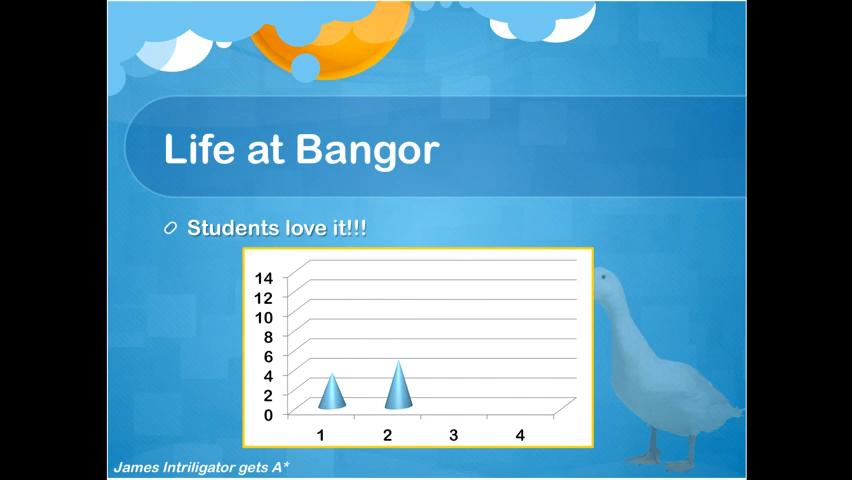 Life at Bangor
Students love it!!!
14
12
10
8
6
4
2
0
1 2 3 4
James Intriligator gets A*